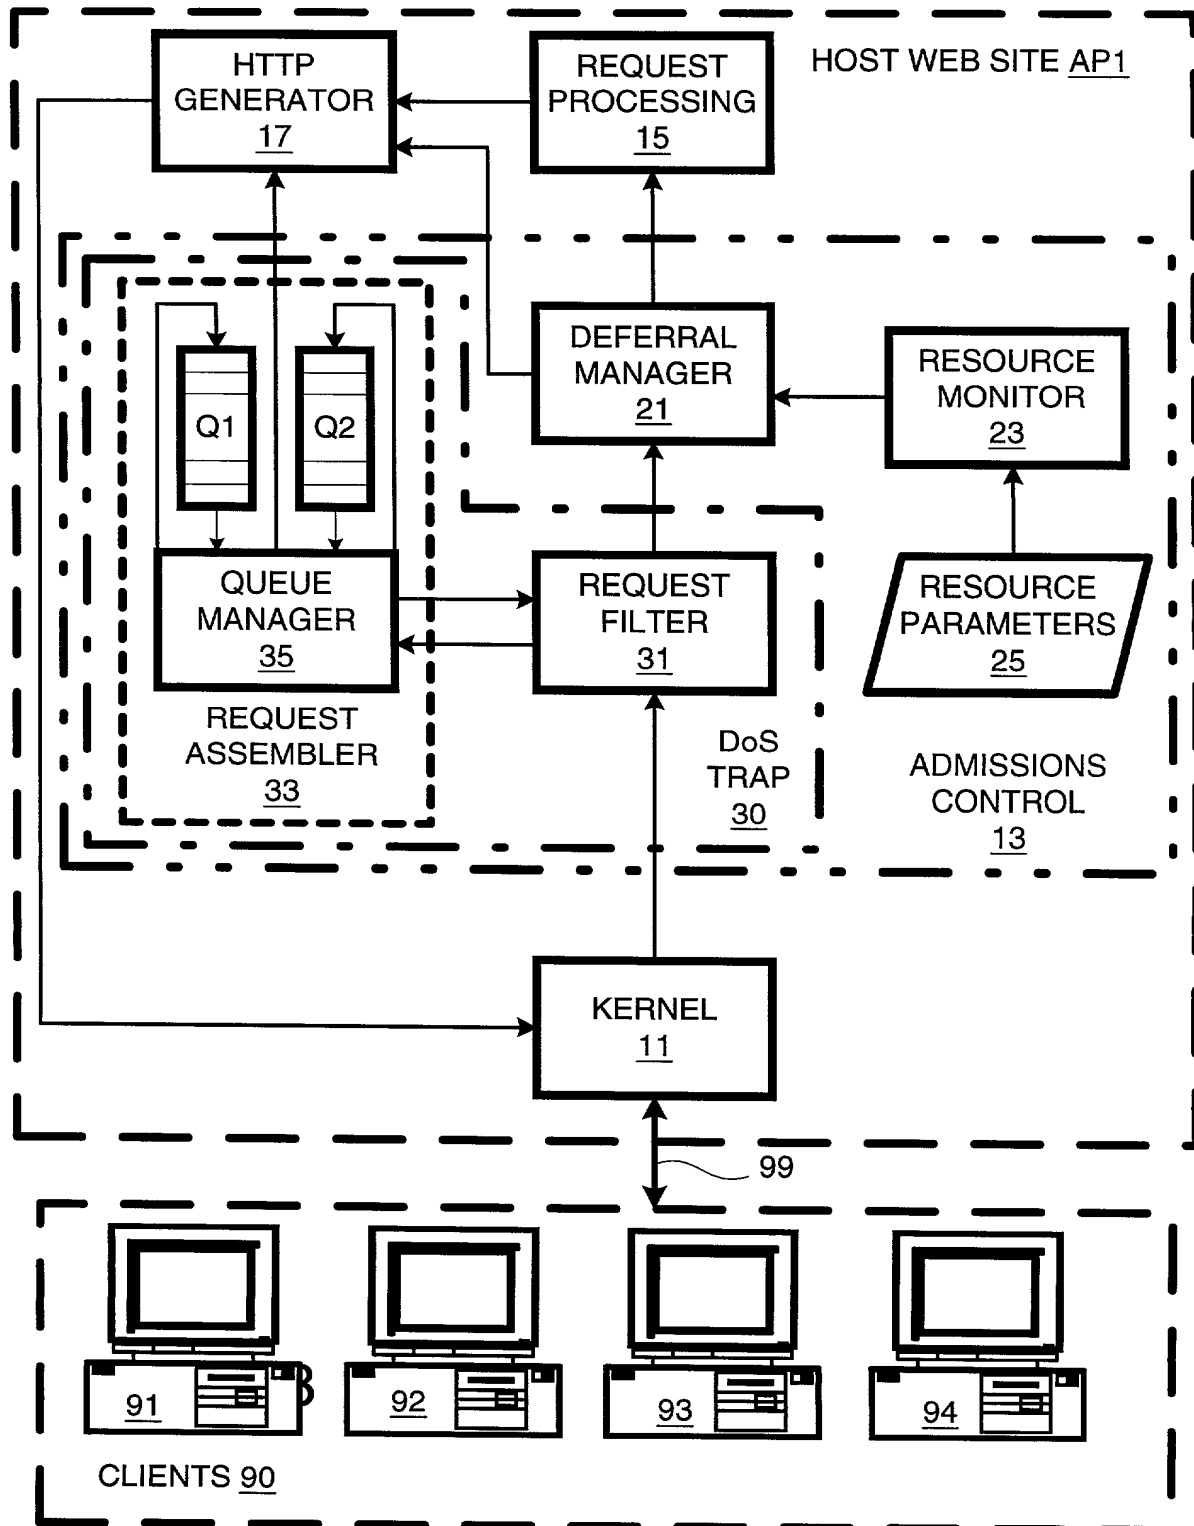 HOST WEB SITE AP1
HTTP
GENERATOR
17
REQUEST
PROCESSING
15
DEFERRAL
MANAGER
21
RESOURCE
MONITOR
23
Q1
Q2
QUEUE
MANAGER
35
REQUEST
FILTER
31
RESOURCE
PARAMETERS
25
REQUEST
ASSEMBLER
33
DoS
TRAP
30
ADMISSIONS
CONTROL
13
KERNEL
11
99
91
92
93
94
CLIENTS 90